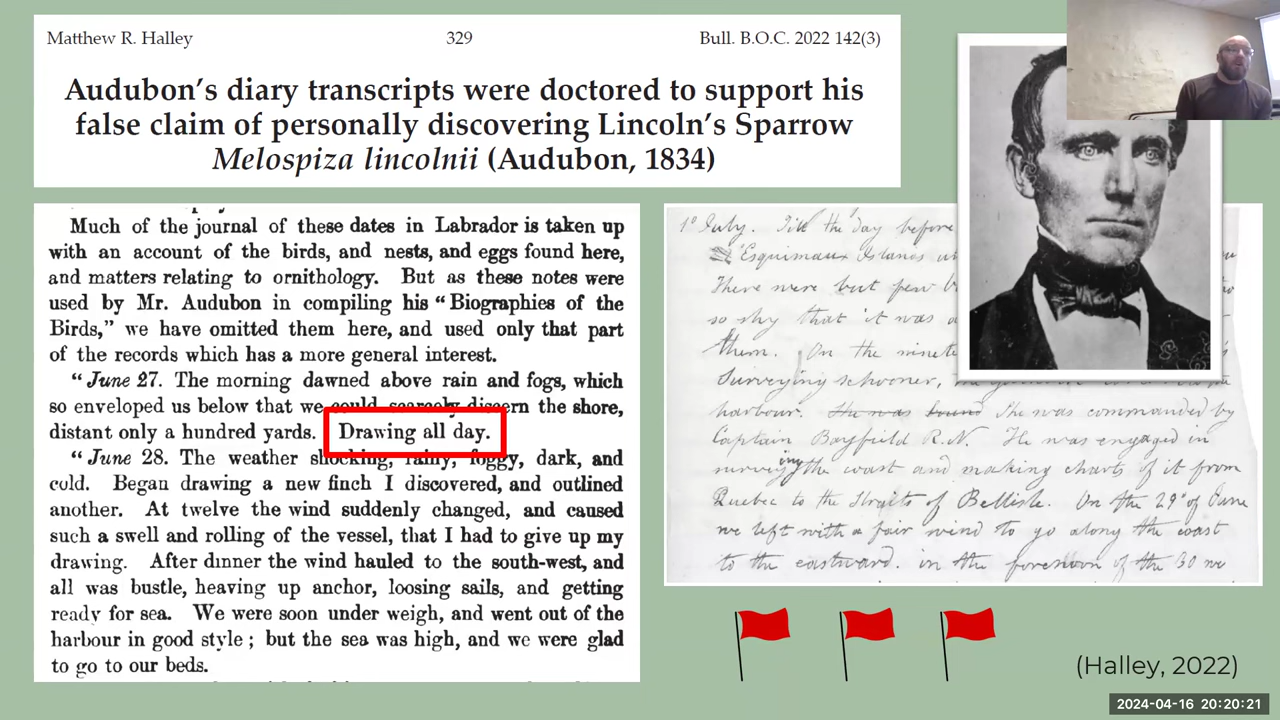 Matthew R. Halley 329 Bull. B.O.C. 2022 142(3)
Audubon’s diary transcripts were doctored to support his
false claim of personally discovering Lincoln’s Sparrow
Melospiza lincolnii (Audubon, 1834)
Much of the journal of these dates in Labrador is taken up
with an account of the birds, and nests, and eggs found here,
and matters relating to ornithology. But as these notes were
used by Mr. Audubon in compiling his “Biographies of the
Birds,” we have omitted them here, and used only that part
of the records which has a more general interest.
“June 27. The morning dawned above rain and fogs, which
so enveloped us below that we could scarcely discern the shore,
distant only a hundred yards. Drawing all day.
“June 28. The weather shocking, rainy, foggy, dark, and
cold. Began drawing a new finch I discovered, and outlined
another. At twelve the wind suddenly changed, and caused
such a swell and rolling of the vessel, that I had to give up my
drawing. After dinner the wind hauled to the south-west, and
all was bustle, heaving up anchor, loosing sails, and getting
ready for sea. We were soon under weigh, and went out of the
harbour in good style; but the sea was high, and we were glad
to go to our beds.
July. Till the day before
Esquimaux Islands
There were but few
so shy that it was a
them. On the
Surveying schooner,
harbour. He was found She was commanded by
Captain Bayfield R.N. He was engaged in
surveying the coast and making charts of it from
Quebec to the Straits of Bellisle. On the 29th of June
we left with a fair wind to go along the coast
to the eastward. in the forenoon of the 30 we
(Halley, 2022)
2024-04-16 20:20:21